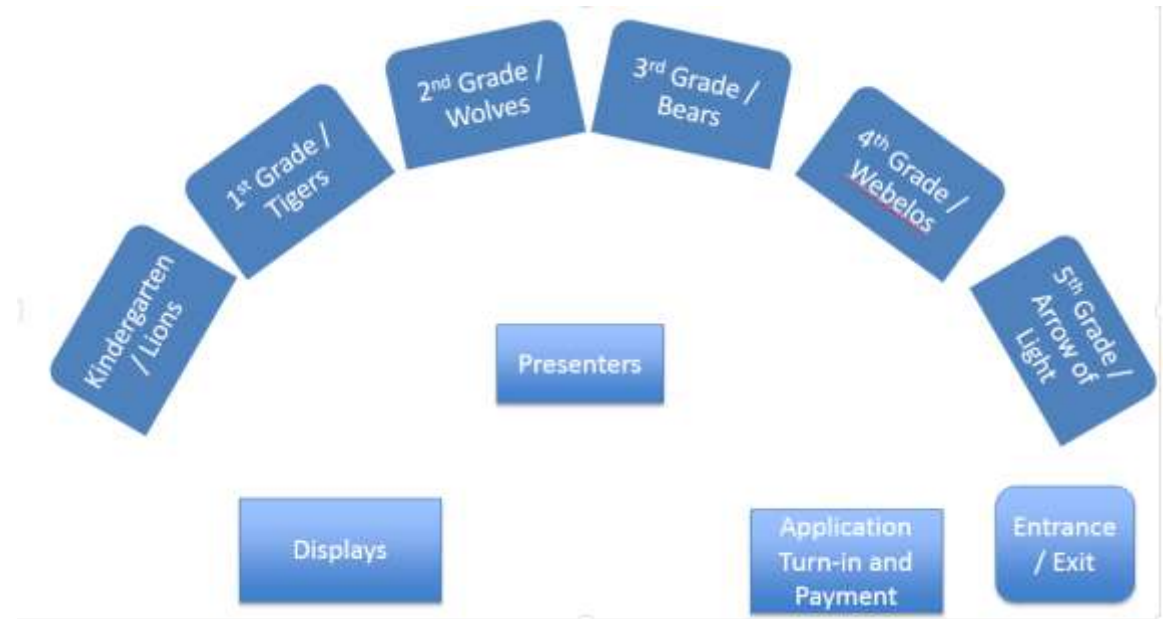 Kindergarten
/ Lions
1st Grade /
Tigers
2nd Grade /
Wolves
3rd Grade /
Bears
4th Grade /
Webelos
5th Grade /
Arrow of
Light
Presenters
Displays
Application
Turn-in and
Payment
Entrance
/ Exit